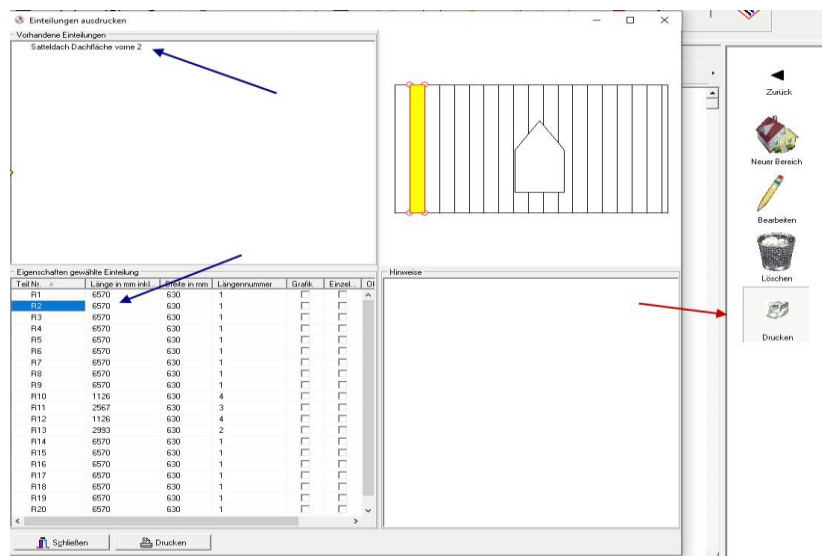 Einteilungen ausdrucken
Vorhandene Einteilungen
Satteldach Dachfläche vorne 2
Zurück
Neuer Bereich
Bearbeiten
Löschen
Drucken
Eigenschaften gewählte Einteilung
Teil Nr. Länge in mm inkl. Breite in mm Längennummer Grafik Einzel...
R1 6570 630 1
R2 6570 630 1
R3 6570 630 1
R4 6570 630 1
R5 6570 630 1
R6 6570 630 1
R7 6570 630 1
R8 6570 630 1
R9 6570 630 1
R10 1126 630 4
R11 2567 630 3
R12 1126 630 4
R13 2993 630 2
R14 6570 630 1
R15 6570 630 1
R16 6570 630 1
R17 6570 630 1
R18 6570 630 1
R19 6570 630 1
R20 6570 630 1
Hinweise
Schließen Drucken